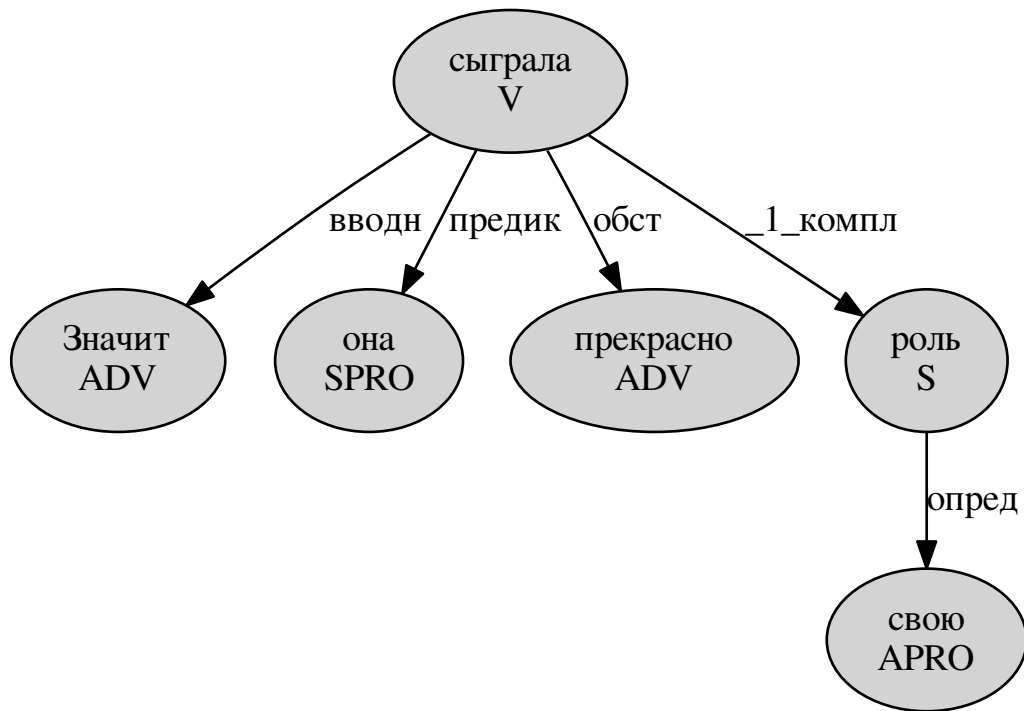 сыграла
V
вводн
предик
обст
_1_компл
Значит
ADV
она
SPRO
прекрасно
ADV
роль
S
опред
свою
APRO